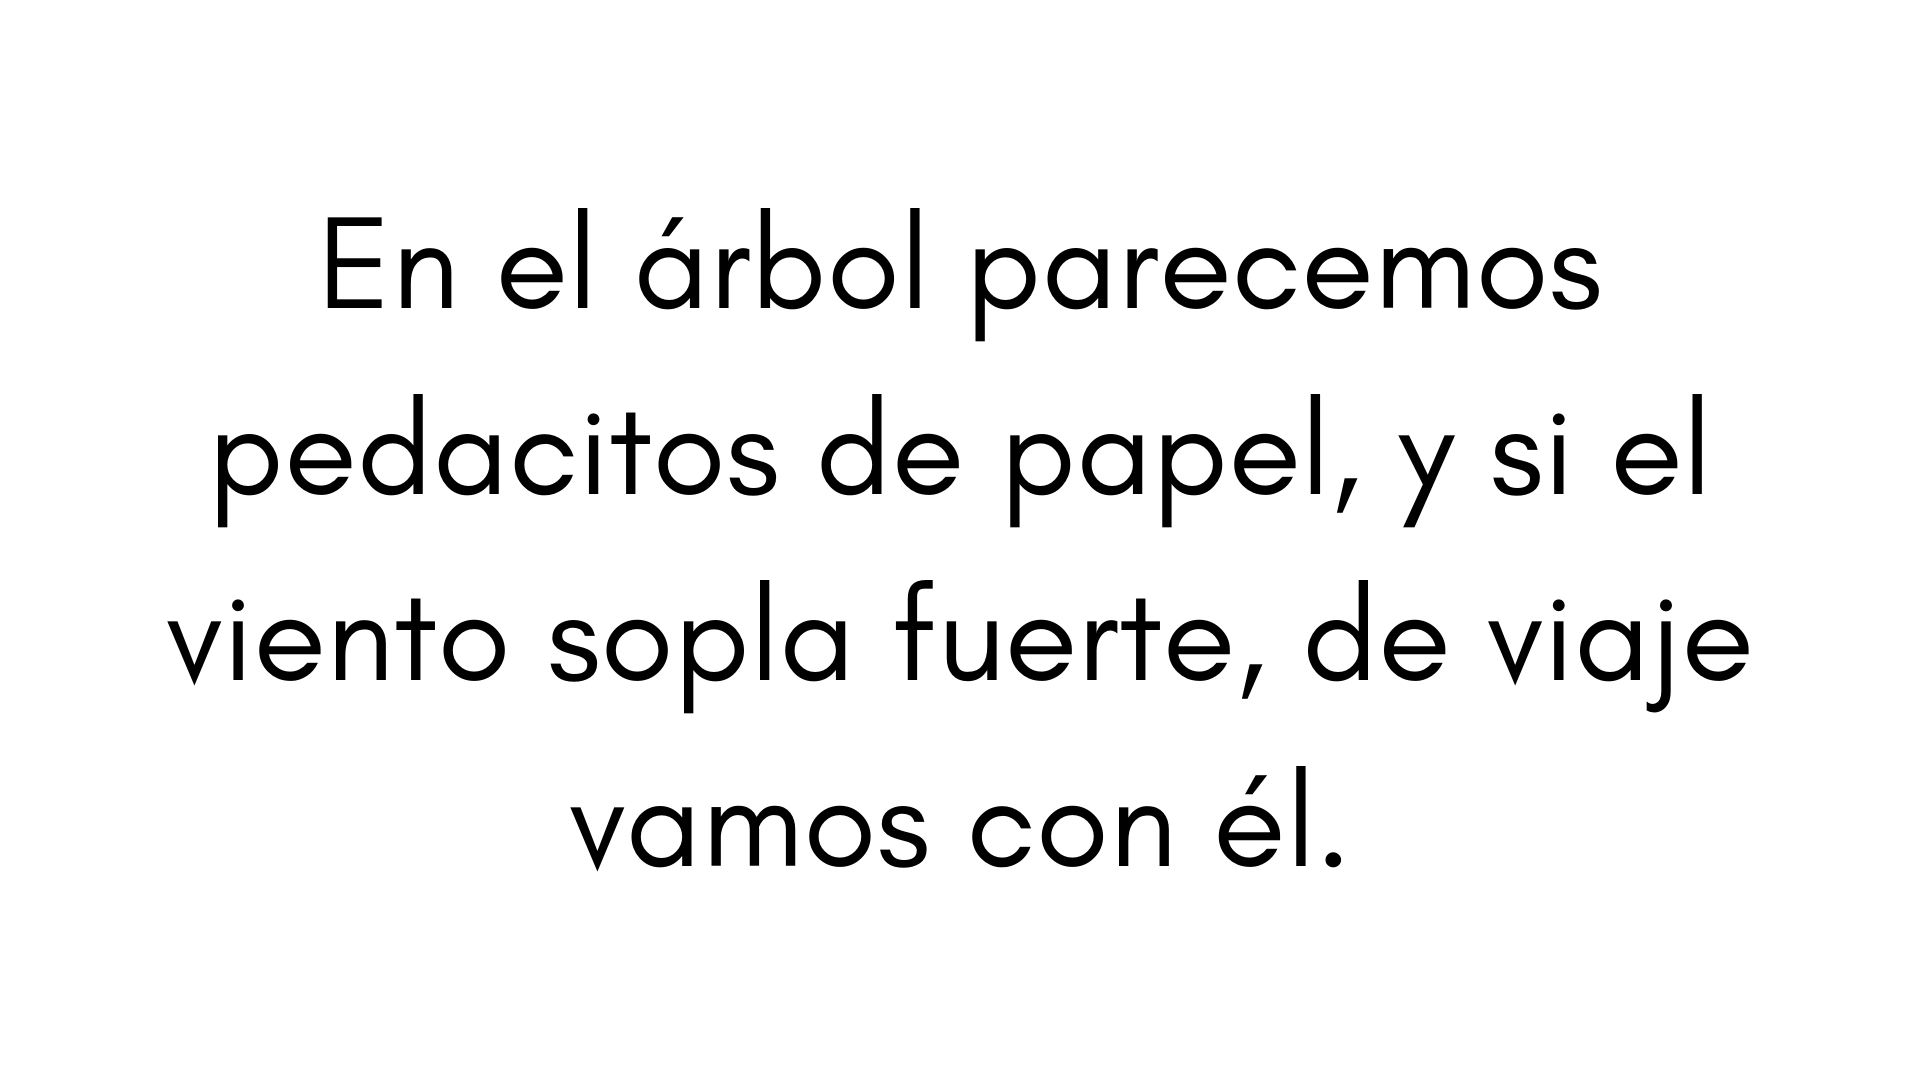 En el árbol parecemos
pedacitos de papel, y si el
viento sopla fuerte, de viaje
vamos con él.